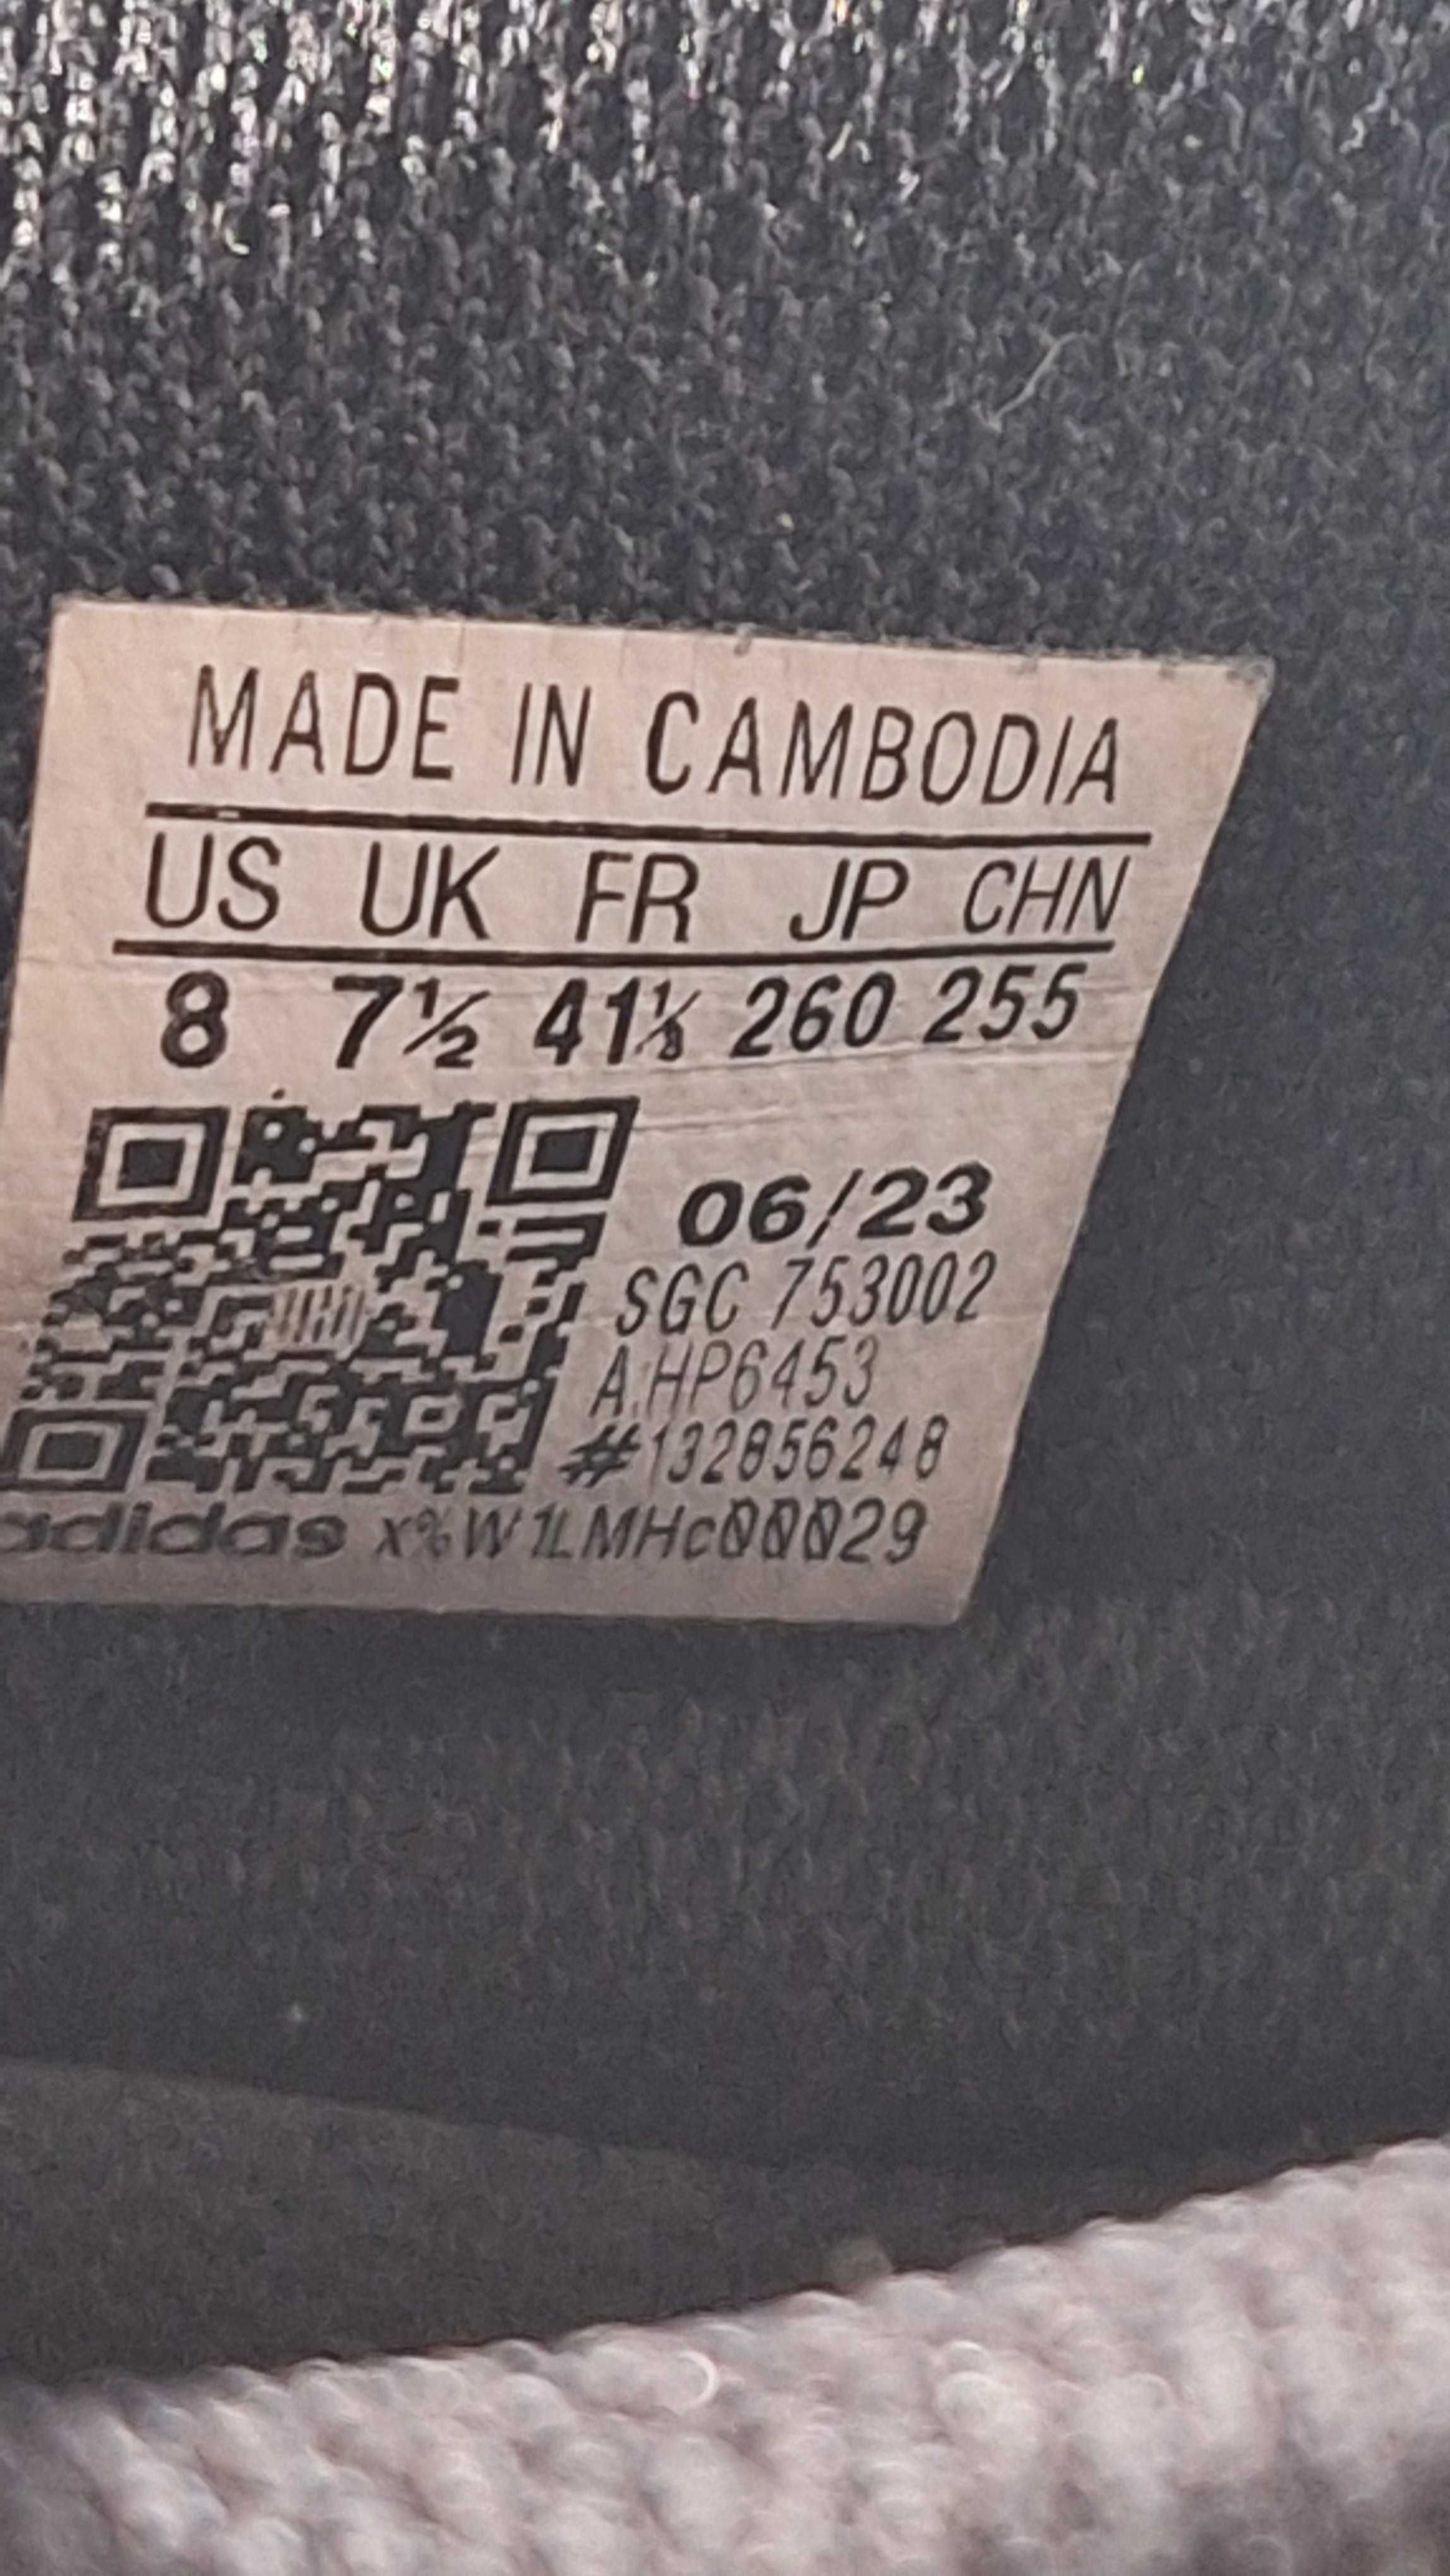 MADE IN CAMBODIA
US UK FR JP CHN
8 7½ 41⅓ 260 255
06/23
SGC 753002
A.HP6453
#132856248
adidas x%W1LMHc00029